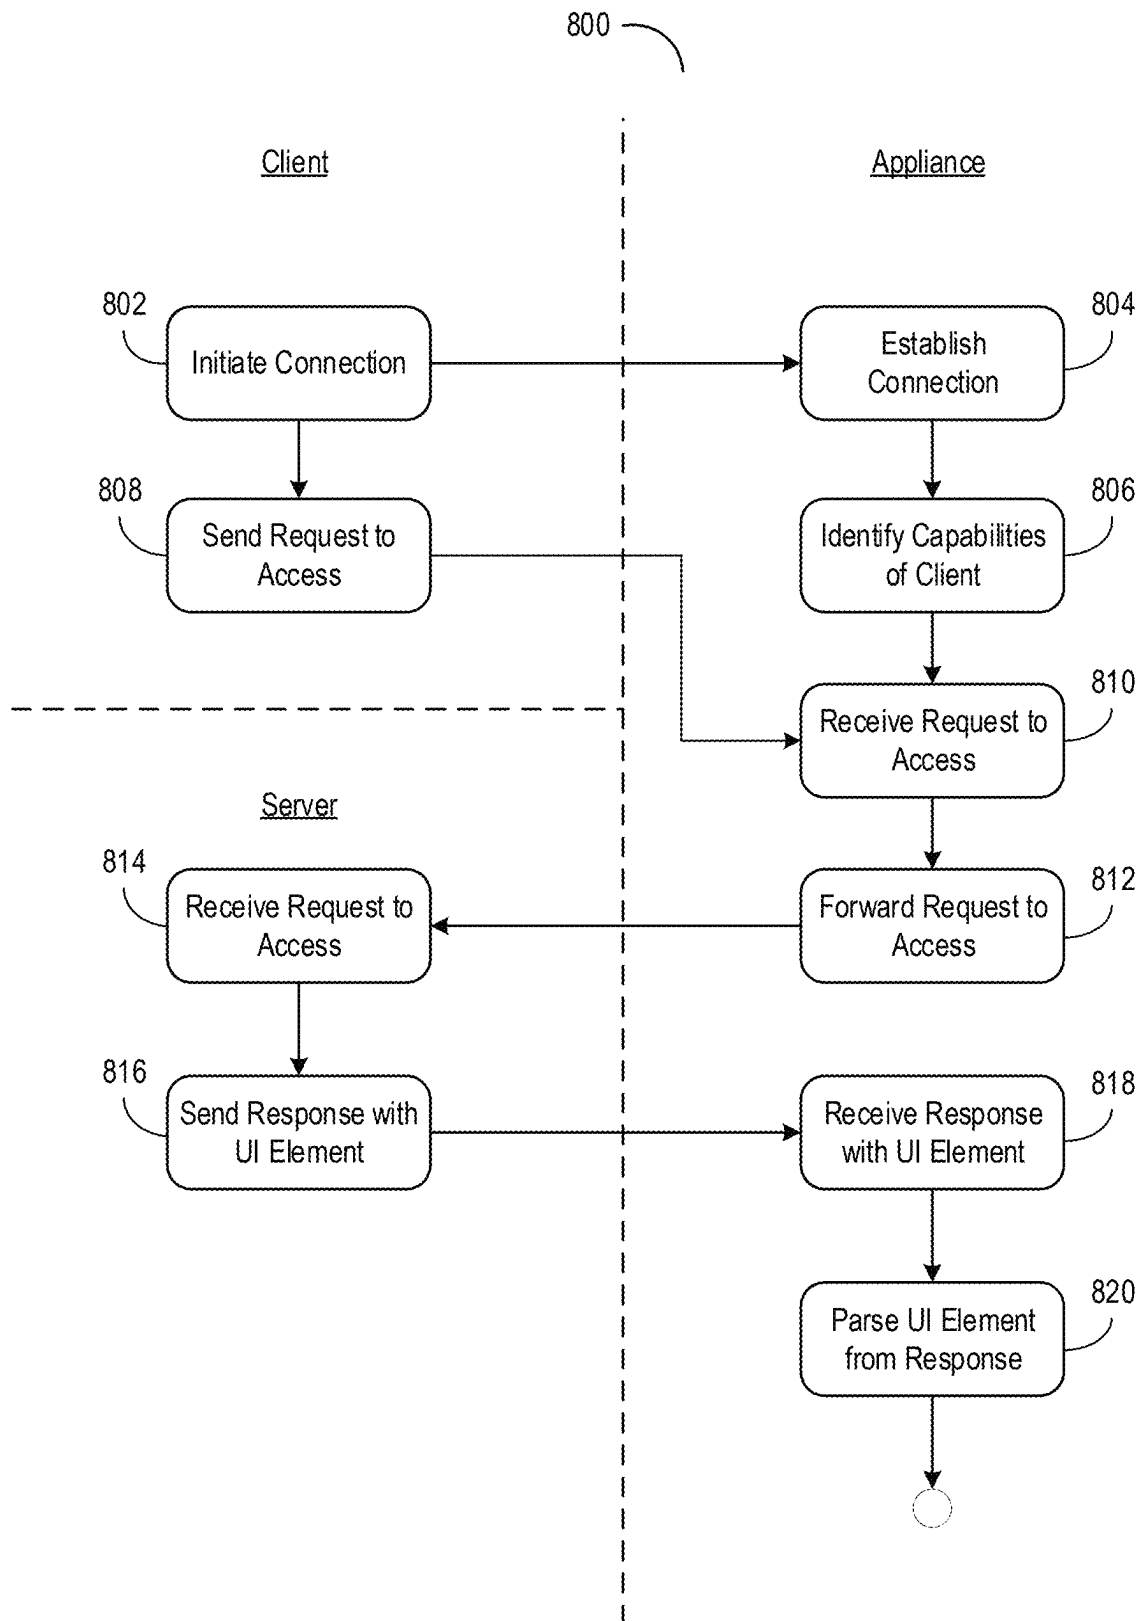 800
Client
Appliance
802
Initiate Connection
804
Establish
Connection
808
Send Request to
Access
806
Identify Capabilities
of Client
810
Receive Request to
Access
Server
814
Receive Request to
Access
812
Forward Request to
Access
816
Send Response with
UI Element
818
Receive Response
with UI Element
820
Parse UI Element
from Response